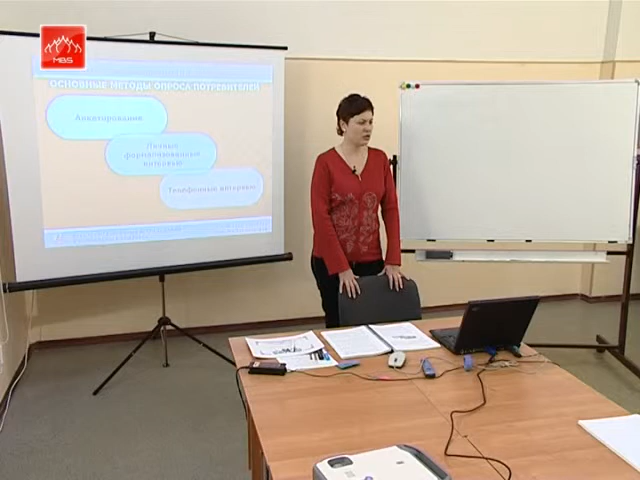 MBS
ОСНОВНЫЕ МЕТОДЫ ОПРОСА ПОТРЕБИТЕЛЕЙ
Анкетирование
Личные
формализованные
интервью
Телефонные интервью